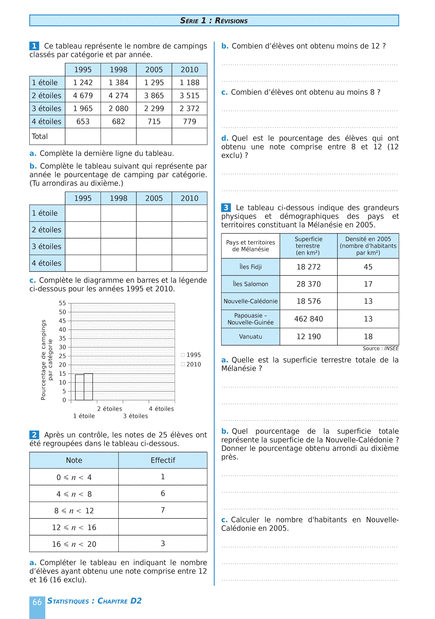 SÉRIE 1 : REVISIONS
1 Ce tableau représente le nombre de campings
classés par catégorie et par année.
1995 1998 2005 2010
1 étoile 1 242 1 384 1 295 1 188
2 étoiles 4 679 4 274 3 865 3 515
3 étoiles 1 965 2 080 2 299 2 372
4 étoiles 653 682 715 779
Total
a. Complète la dernière ligne du tableau.
b. Complète le tableau suivant qui représente par
année le pourcentage de camping par catégorie.
(Tu arrondiras au dixième.)
1995 1998 2005 2010
1 étoile
2 étoiles
3 étoiles
4 étoiles
c. Complète le diagramme en barres et la légende
ci-dessous pour les années 1995 et 2010.
Pourcentage de campings
par catégorie
55
50
45
40
35
30
25
20
15
10
5
0
1995
2010
2 étoiles 4 étoiles
1 étoile 3 étoiles
2 Après un contrôle, les notes de 25 élèves ont
été regroupées dans le tableau ci-dessous.
Note Effectif
0 ⩽ n < 4 1
4 ⩽ n < 8 6
8 ⩽ n < 12 7
12 ⩽ n < 16
16 ⩽ n < 20 3
a. Compléter le tableau en indiquant le nombre
d'élèves ayant obtenu une note comprise entre 12
et 16 (16 exclu).
b. Combien d'élèves ont obtenu moins de 12 ?
c. Combien d'élèves ont obtenu au moins 8 ?
d. Quel est le pourcentage des élèves qui ont
obtenu une note comprise entre 8 et 12 (12
exclu) ?
3 Le tableau ci-dessous indique des grandeurs
physiques et démographiques des pays et
territoires constituant la Mélanésie en 2005.
Pays et territoires
de Mélanésie
Superficie
terrestre
(en km²)
Densité en 2005
(nombre d'habitants
par km²)
Îles Fidji 18 272 45
Îles Salomon 28 370 17
Nouvelle-Calédonie 18 576 13
Papouasie –
Nouvelle-Guinée 462 840 13
Vanuatu 12 190 18
Source : INSEE
a. Quelle est la superficie terrestre totale de la
Mélanésie ?
b. Quel pourcentage de la superficie totale
représente la superficie de la Nouvelle-Calédonie ?
Donner le pourcentage obtenu arrondi au dixième
près.
c. Calculer le nombre d'habitants en Nouvelle-
Calédonie en 2005.
66 STATISTIQUES : CHAPITRE D2